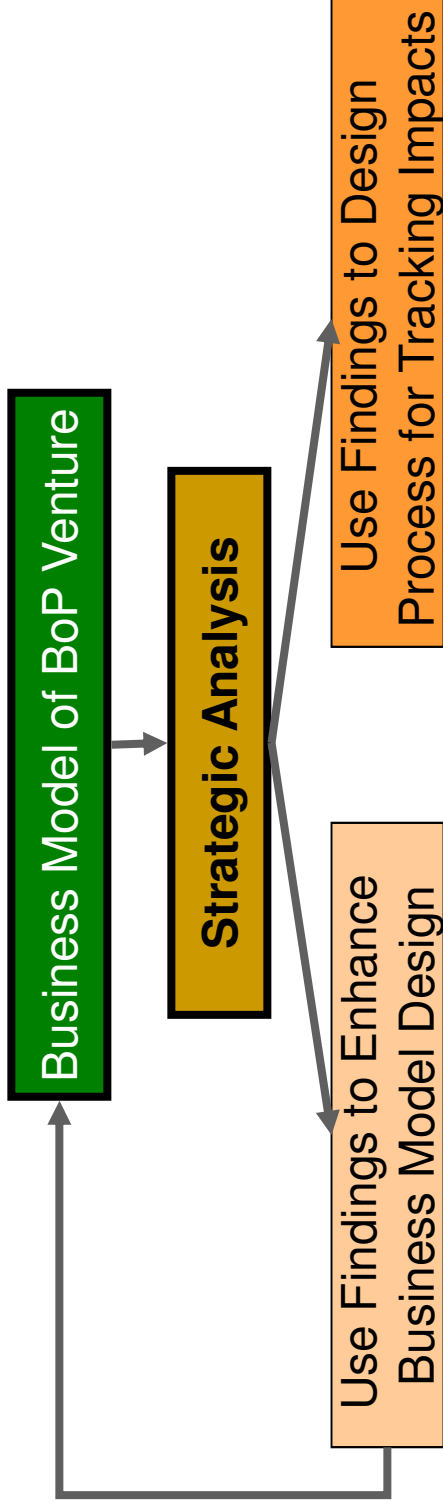 Business Model of BoP Venture
Strategic Analysis
Use Findings to Enhance
Business Model Design
Use Findings to Design
Process for Tracking Impacts